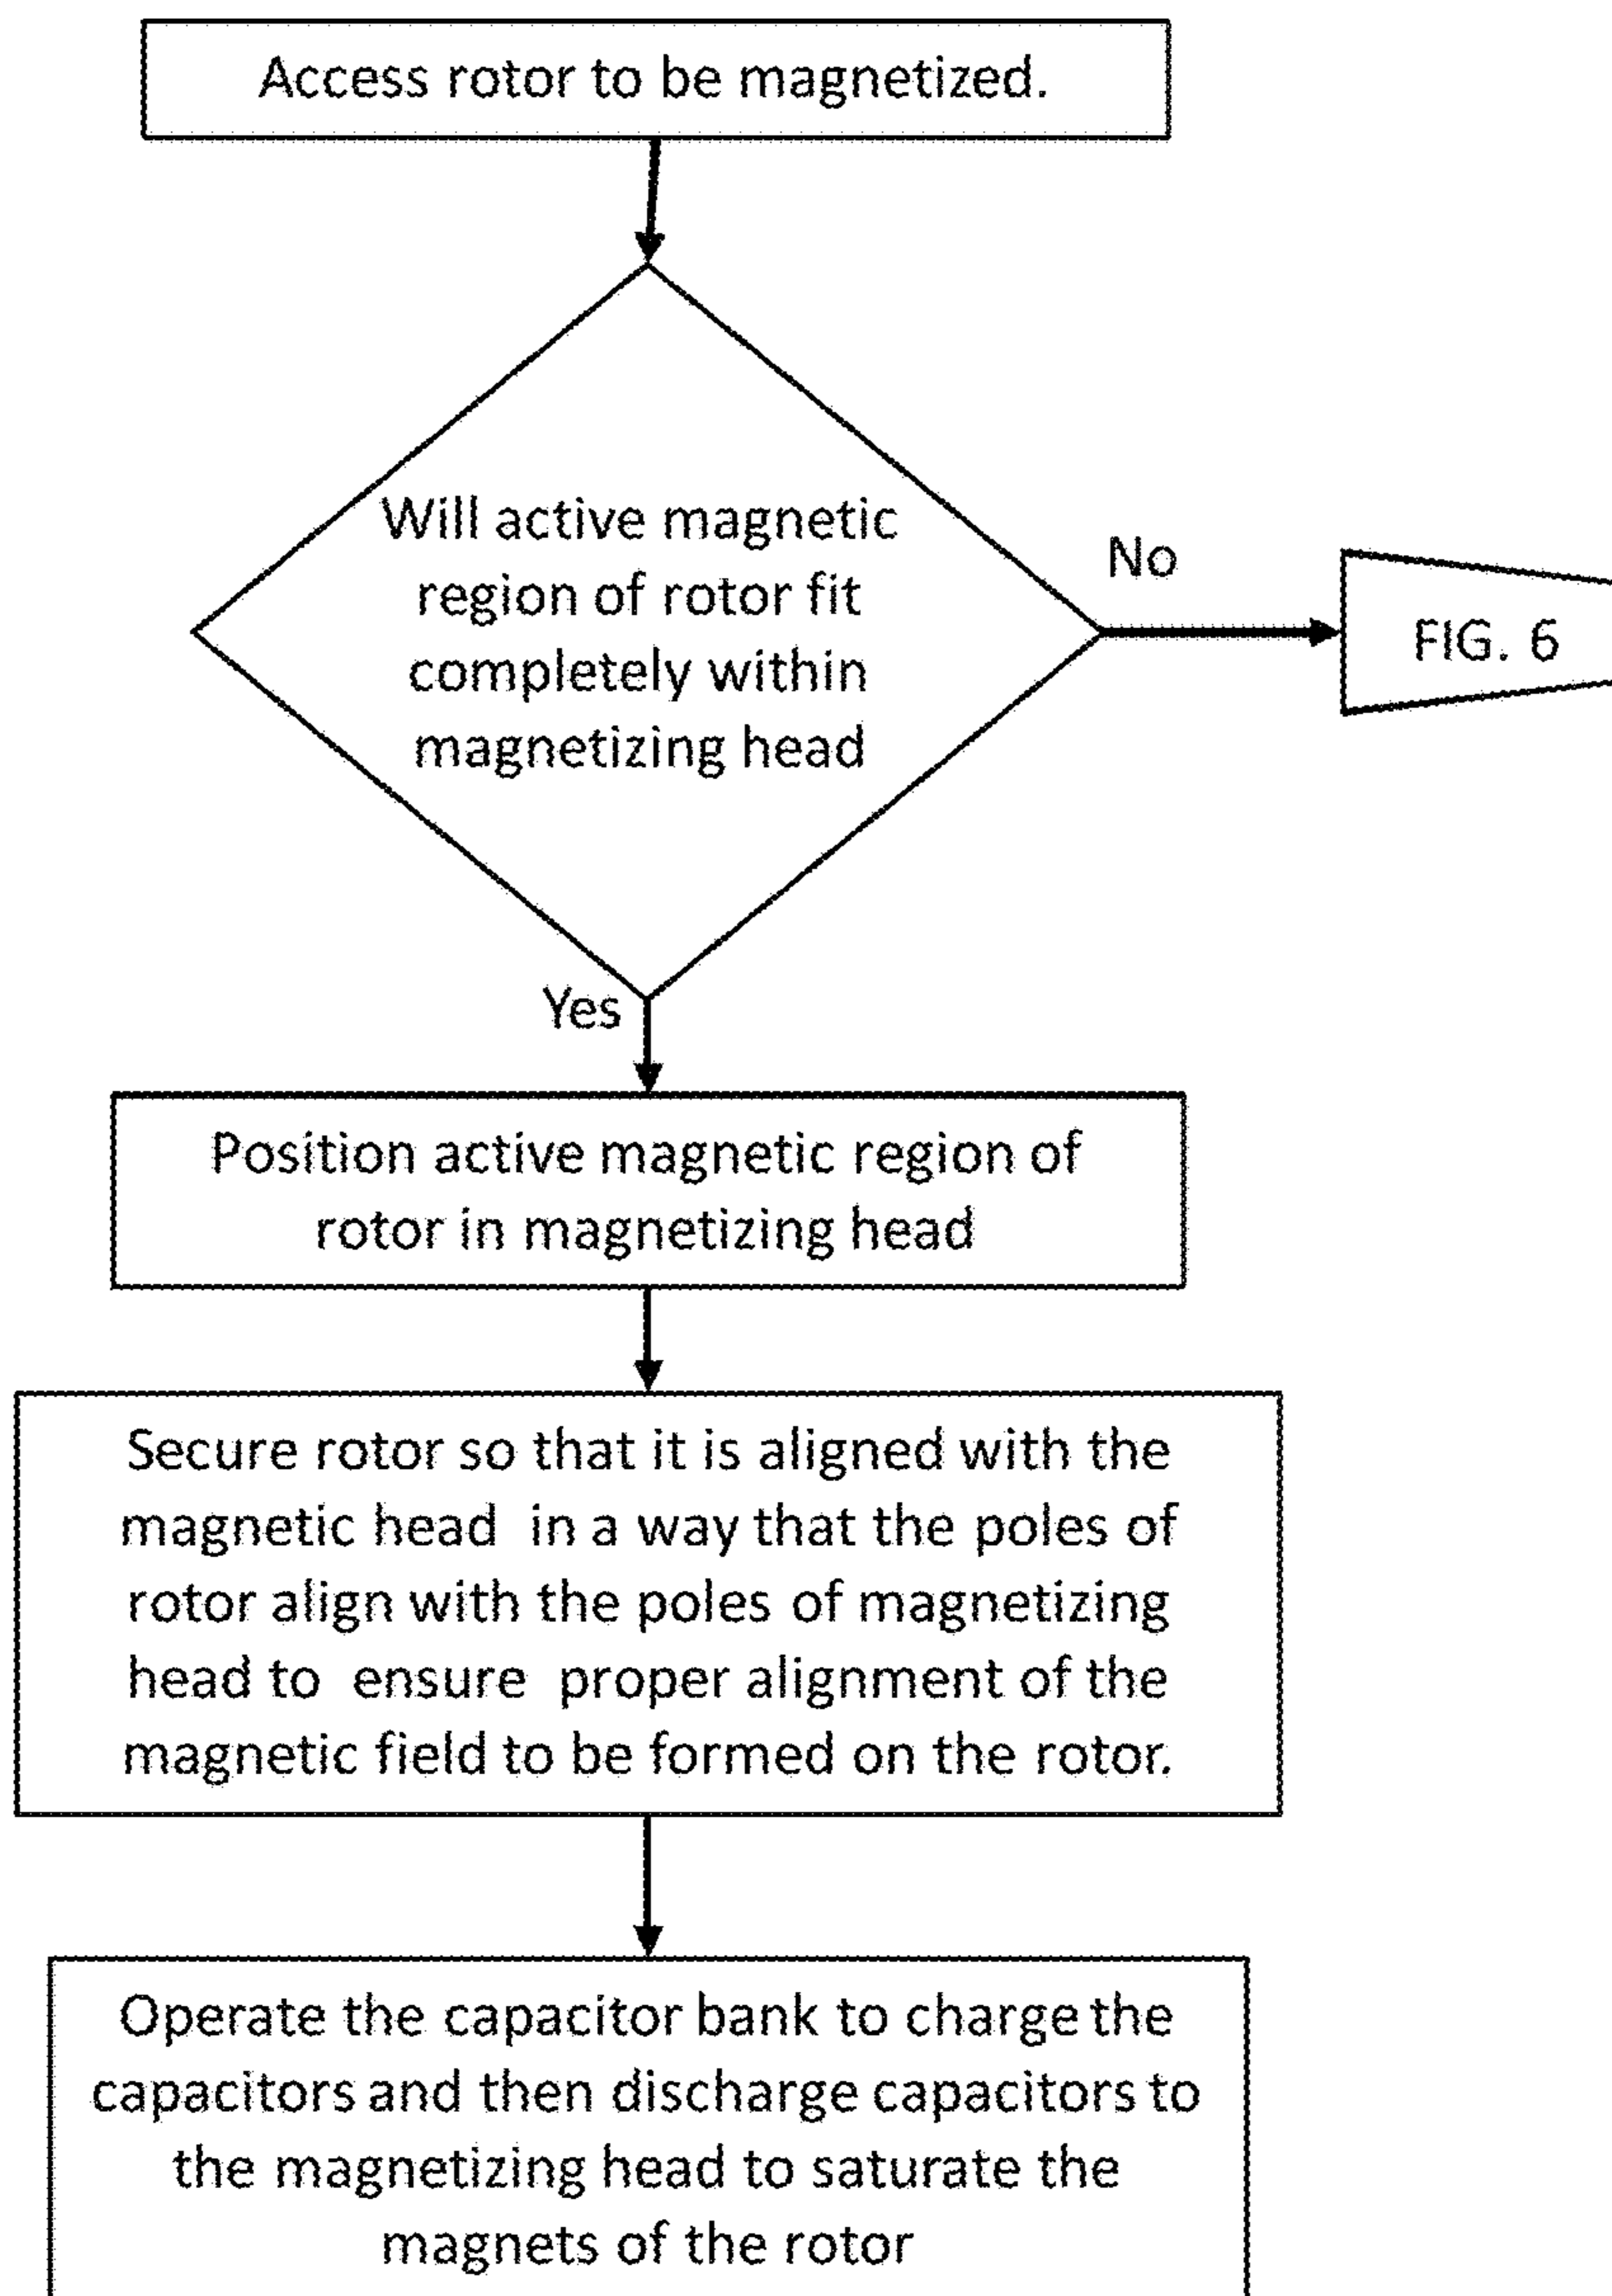 Access rotor to be magnetized.
Will active magnetic
region of rotor fit
completely within
magnetizing head
No
FIG. 6
Yes
Position active magnetic region of
rotor in magnetizing head
Secure rotor so that it is aligned with the
magnetic head in a way that the poles of
rotor align with the poles of magnetizing
head to ensure proper alignment of the
magnetic field to be formed on the rotor.
Operate the capacitor bank to charge the
capacitors and then discharge capacitors to
the magnetizing head to saturate the
magnets of the rotor